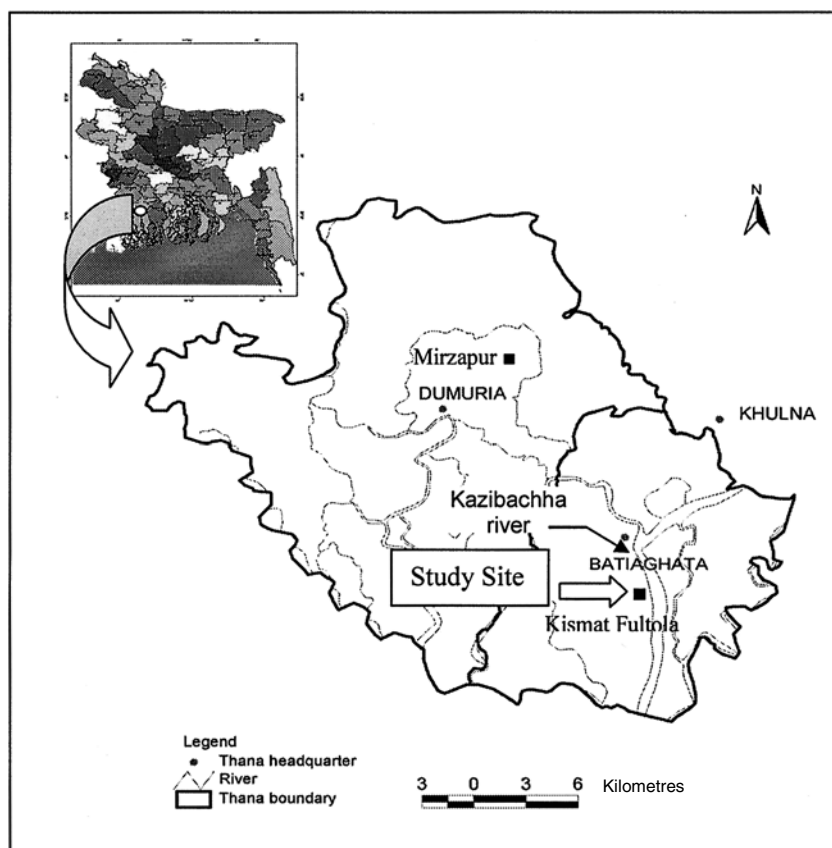 N
Mirzapur
DUMURIA
KHULNA
Kazibachha
river
BATIAGHATA
Study Site
Kismat Fultola
Legend
Thana headquarter
River
Thana boundary
3 0 3 6 Kilometres